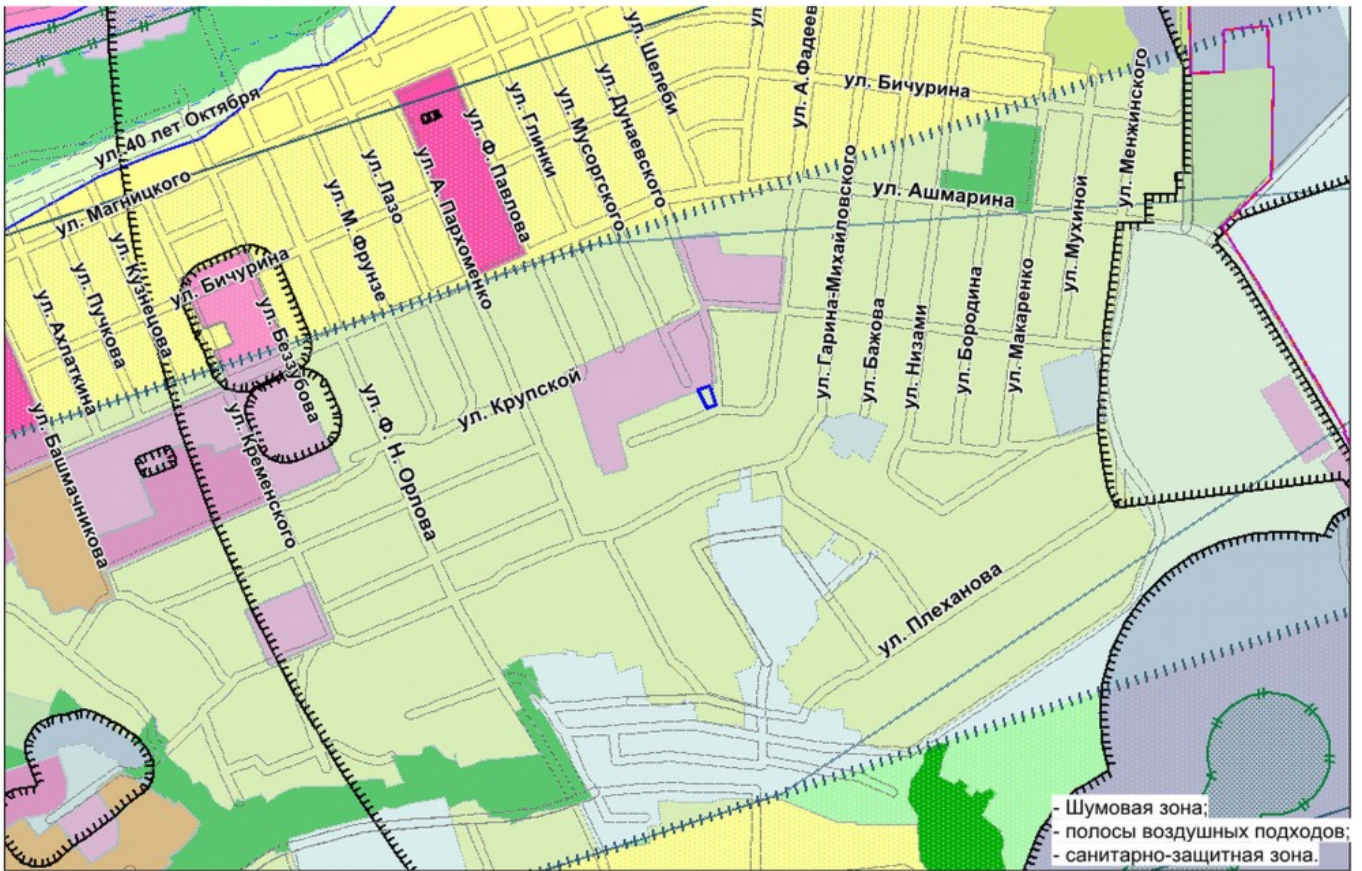 ул. 40 лет Октября
ул. Магницкого
ул. Бичурина
ул. Ахлаткина
ул. Пучкова
ул. Кузнецова
ул. Башмачникова
ул. Кременского
ул. Беззубова
ул. М. Фрунзе
ул. Лазо
ул. А. Пархоменко
ул. Ф. Павлова
ул. Глинки
ул. Мусоргского
ул. Дунаевского
ул. Шелеби
ул.
ул. А.Фадеев
ул. Бичурина
ул. Менжинского
ул. Ашмарина
ул. Мухиной
ул. Гарина-Михайловского
ул. Бажова
ул. Низами
ул. Бородина
ул. Макаренко
ул. Крупской
ул. Ф. Н. Орлова
ул. Плеханова
- Шумовая зона;
- полосы воздушных подходов;
- санитарно-защитная зона.